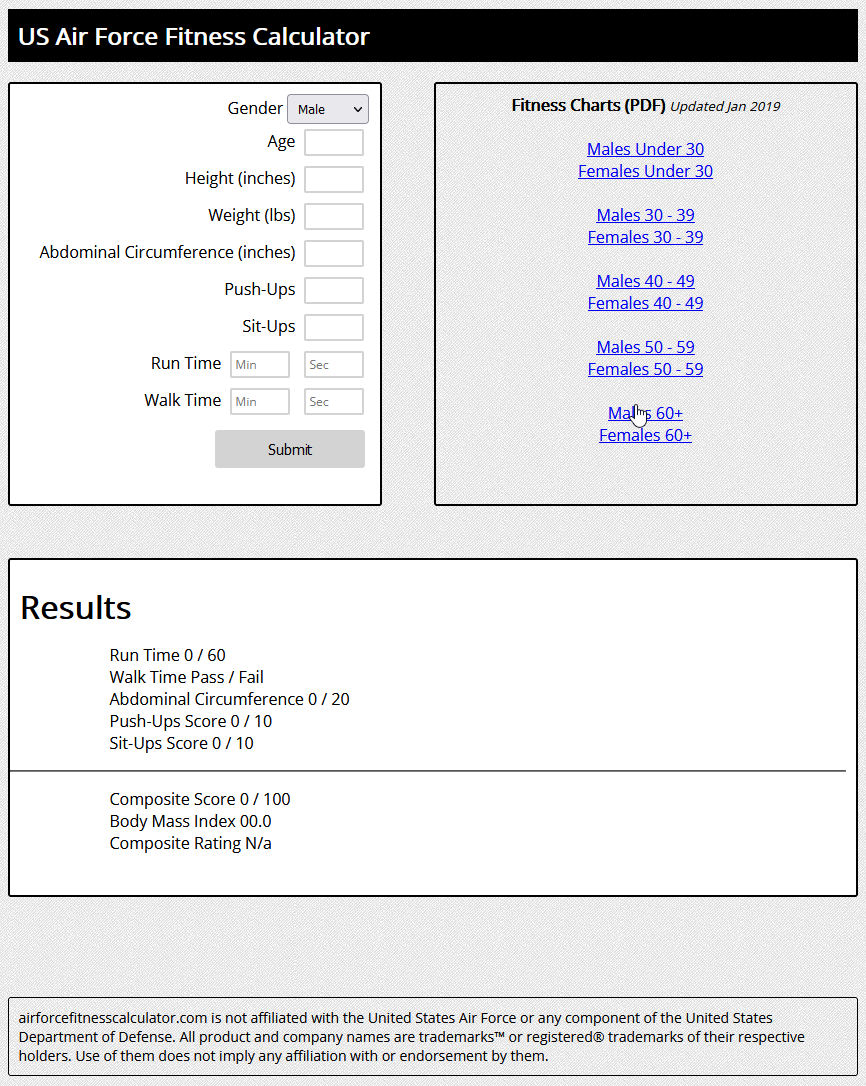 US Air Force Fitness Calculator
Gender Male
Age
Height (inches)
Weight (lbs)
Abdominal Circumference (inches)
Push-Ups
Sit-Ups
Run Time Min Sec
Walk Time Min Sec
Submit
Fitness Charts (PDF) Updated Jan 2019
Males Under 30
Females Under 30
Males 30 - 39
Females 30 - 39
Males 40 - 49
Females 40 - 49
Males 50 - 59
Females 50 - 59
Males 60+
Females 60+
Results
Run Time 0 / 60
Walk Time Pass / Fail
Abdominal Circumference 0 / 20
Push-Ups Score 0 / 10
Sit-Ups Score 0 / 10
Composite Score 0 / 100
Body Mass Index 00.0
Composite Rating N/a
airforcefitnesscalculator.com is not affiliated with the United States Air Force or any component of the United States
Department of Defense. All product and company names are trademarks™ or registered® trademarks of their respective
holders. Use of them does not imply any affiliation with or endorsement by them.